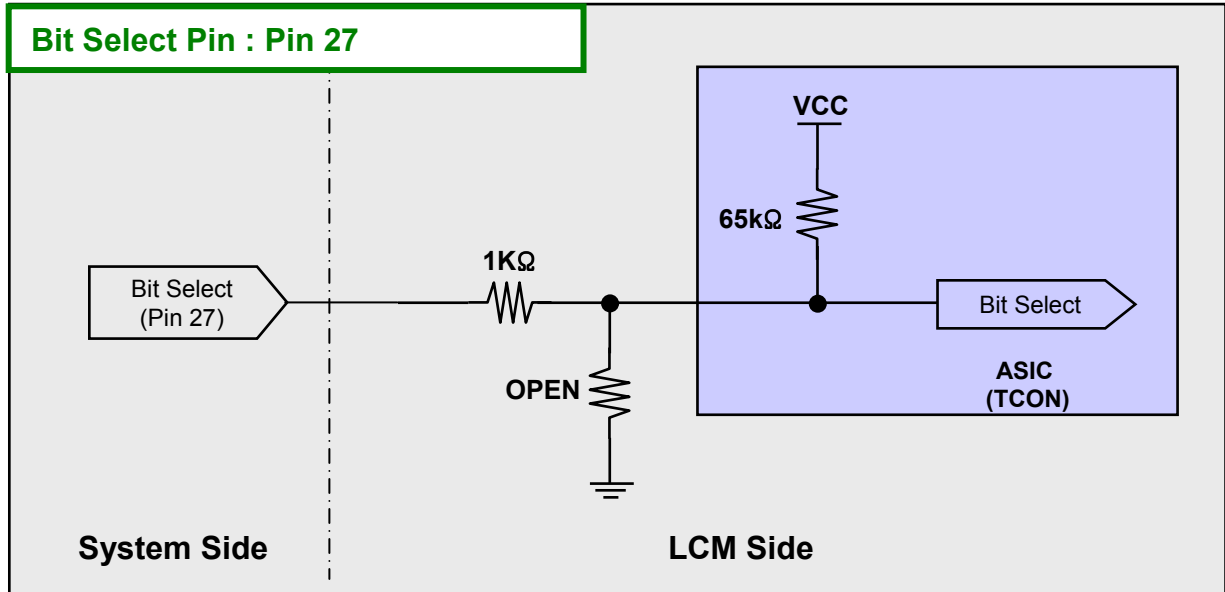 Bit Select Pin : Pin 27
VCC
65kΩ
1KΩ
Bit Select
(Pin 27)
Bit Select
OPEN
ASIC
(TCON)
System Side
LCM Side